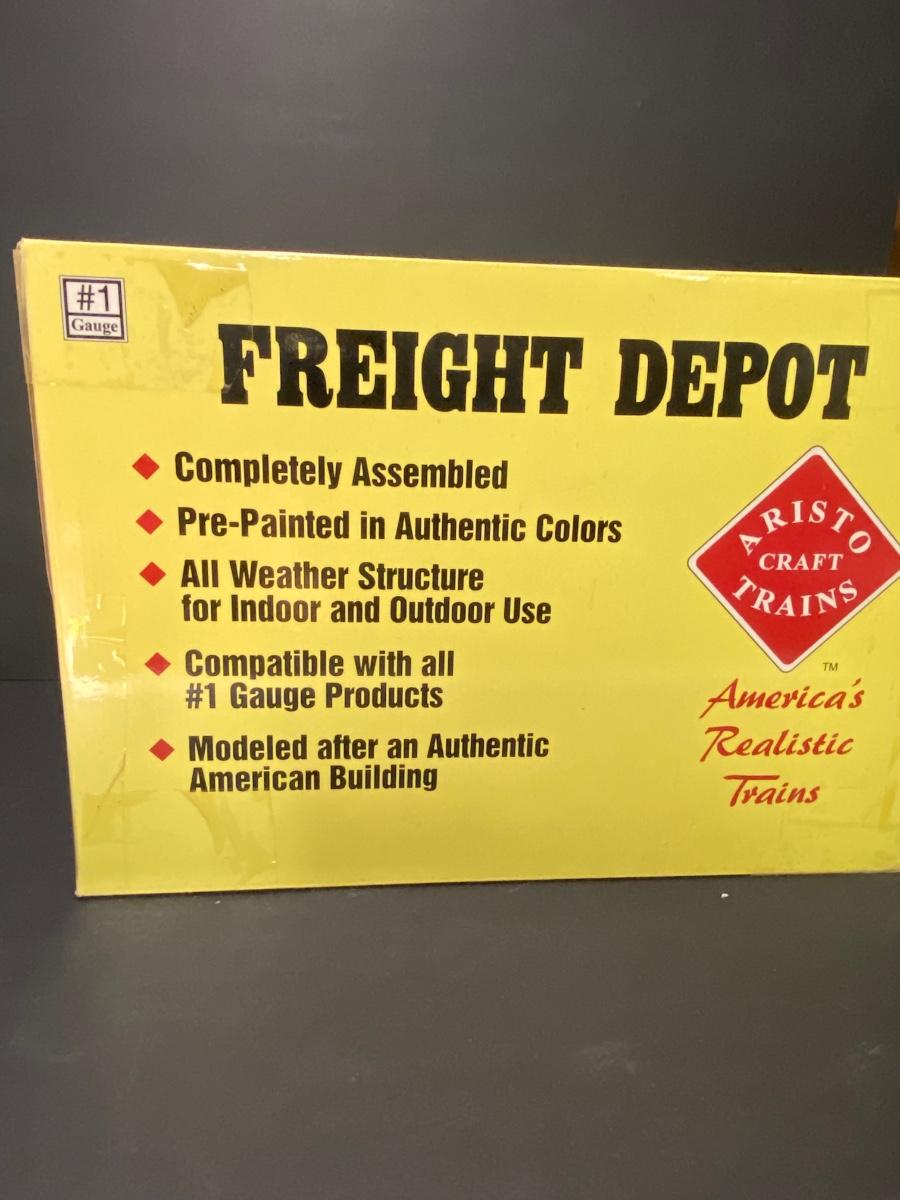 #1
Gauge
FREIGHT DEPOT
Completely Assembled
Pre-Painted in Authentic Colors
All Weather Structure
for Indoor and Outdoor Use
Compatible with all
#1 Gauge Products
Modeled after an Authentic
American Building
ARISTO
CRAFT
TRAINS
TM
America's
Realistic
Trains